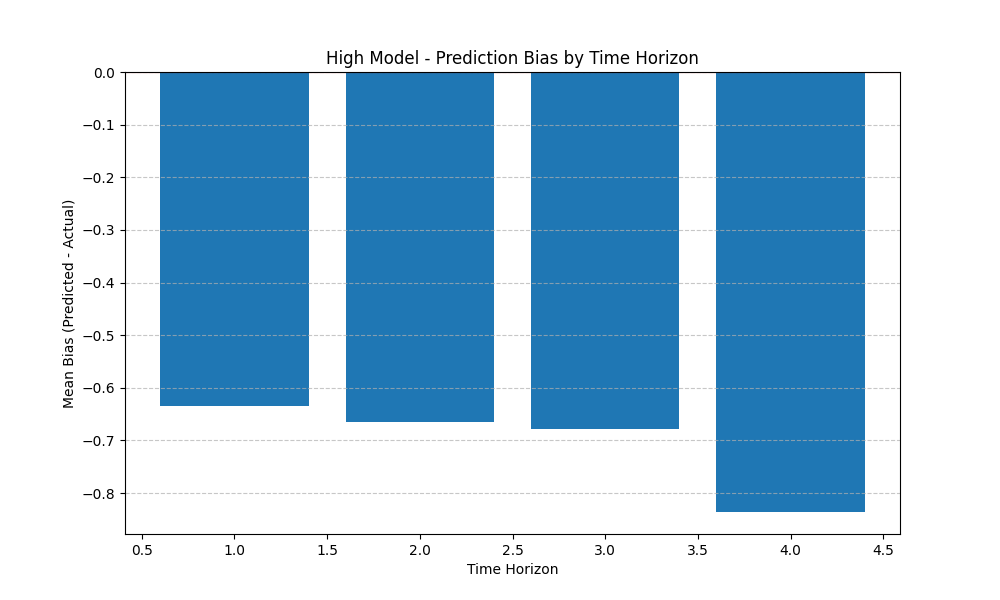 High Model - Prediction Bias by Time Horizon
Mean Bias (Predicted - Actual)
0.0
−0.1
−0.2
−0.3
−0.4
−0.5
−0.6
−0.7
−0.8
0.5 1.0 1.5 2.0 2.5 3.0 3.5 4.0 4.5
Time Horizon